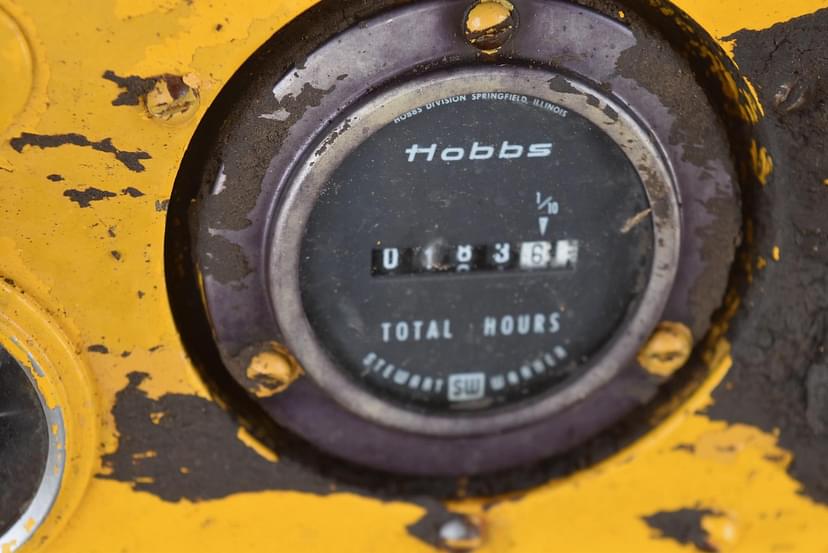 HOBBS DIVISION SPRINGFIELD, ILLINOIS
Hobbs
1/10
0 1 8 3 6
TOTAL HOURS
STEWART SW WARNER